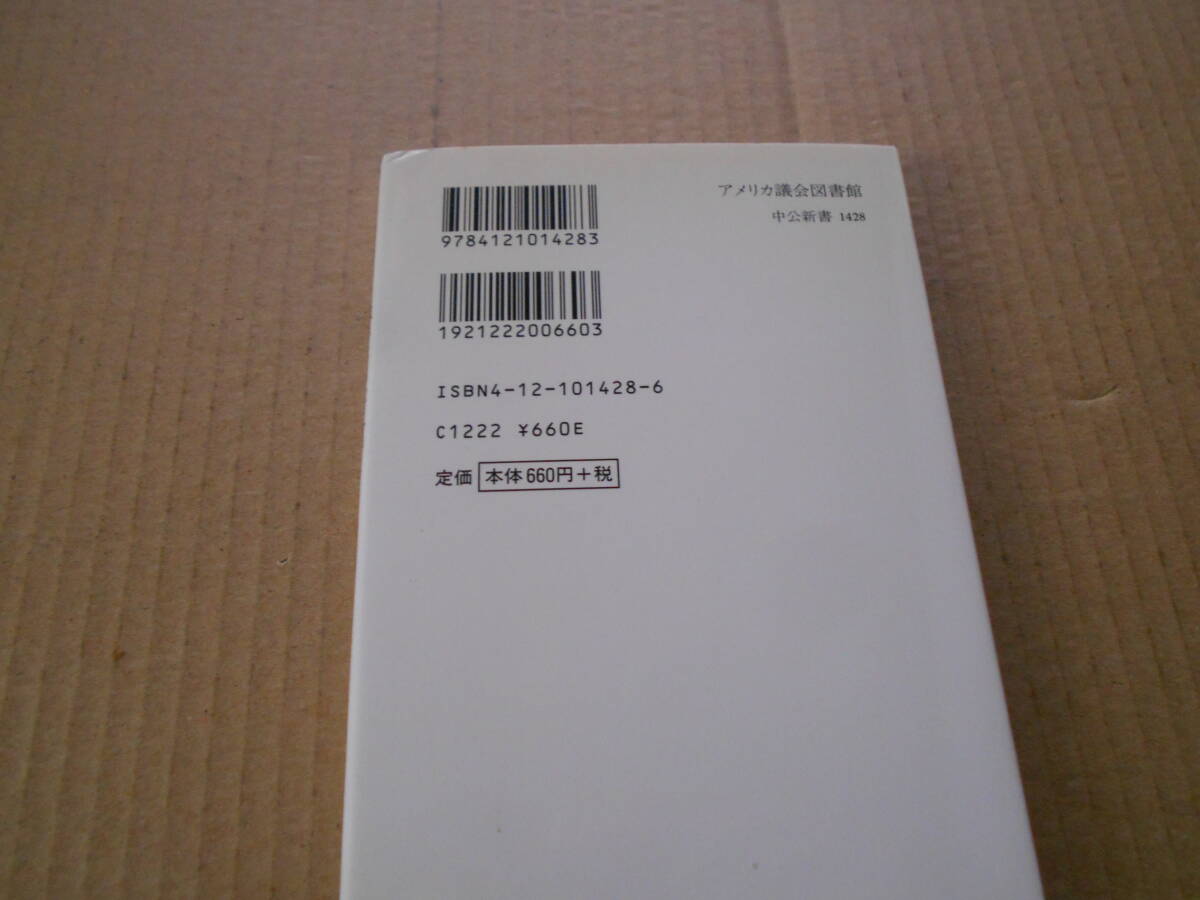 9784121014283
アメリカ議会図書館
中公新書 1428
1921222006603
ISBN4-12-101428-6
C1222 ¥660E
定価 本体660円+税